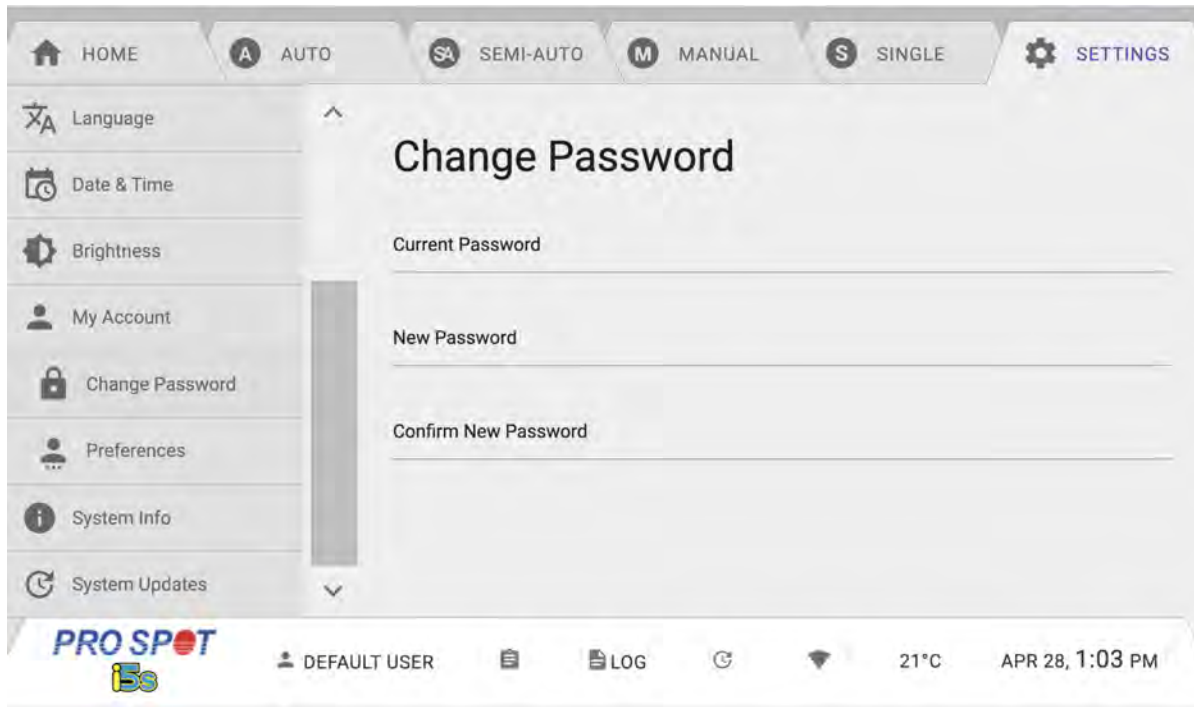 HOME
A AUTO
SA SEMI-AUTO
M MANUAL
S SINGLE
SETTINGS
Language
Date & Time
Brightness
My Account
Change Password
Preferences
System Info
System Updates
Change Password
Current Password
New Password
Confirm New Password
PRO SPOT
i5s
DEFAULT USER
LOG
21°C
APR 28, 1:03 PM